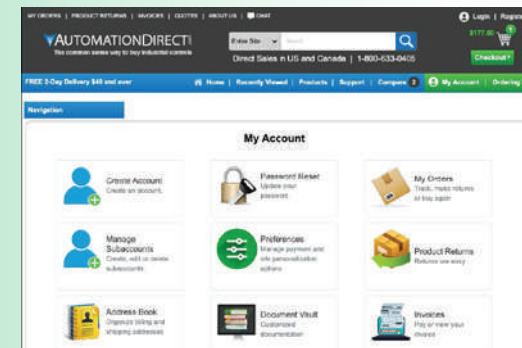 MY ORDERS | PRODUCT RETURNS | INVOICES | QUOTES | ABOUT US | CHAT
Login | Regist
AUTOMATIONDIRECT
The common sense way to buy industrial controls
Entire Site
Search
$177.00
Direct Sales in US and Canada | 1-800-633-0405
Checkout
FREE 2-Day Delivery $49 and over
Home | Recently Viewed | Products | Support | Compare 2
My Account | Ordering
Navigation
My Account
Create Account
Create an account.
Password Reset
Update your
password.
My Orders
Track, make returns
or buy again
Manage
Subaccounts
Create, edit or delete
subaccounts
Preferences
Manage payment and
site personalization
options
Product Returns
Returns are easy
Address Book
Organize billing and
shipping addresses
Document Vault
Customized
documentation
Invoices
Pay or view your
invoices